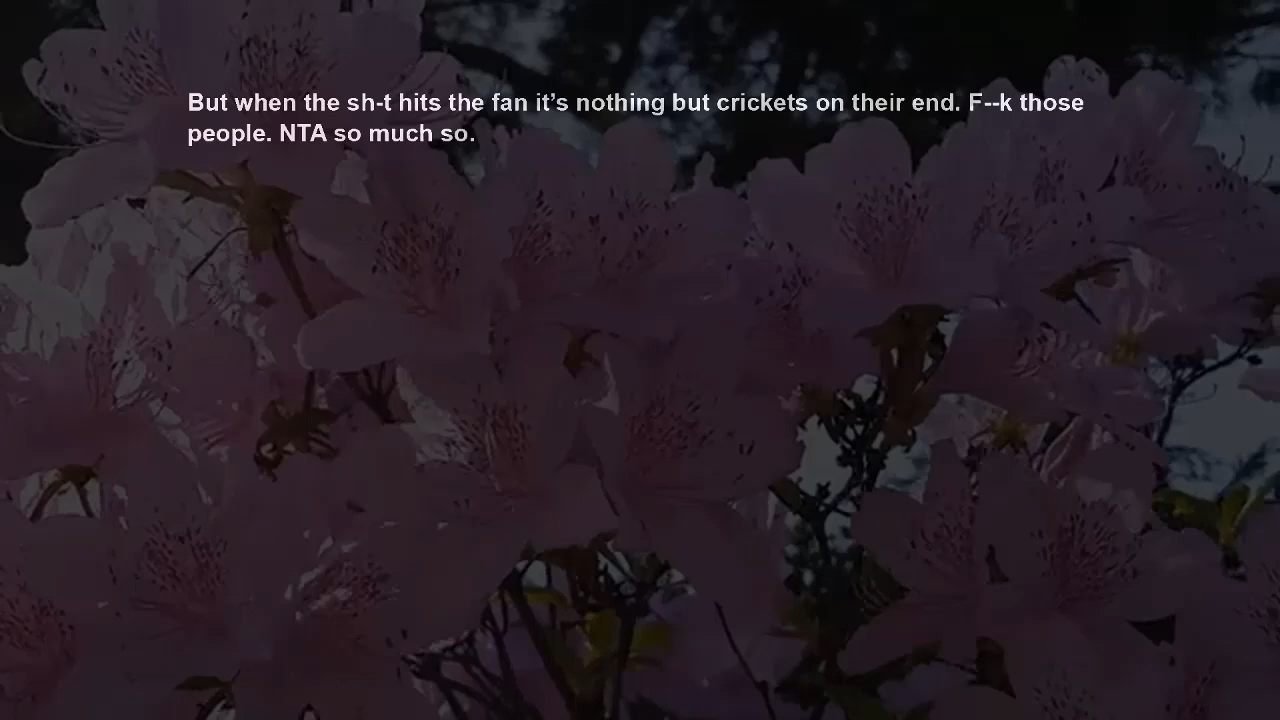 But when the sh-t hits the fan it’s nothing but crickets on their end. F--k those
people. NTA so much so.